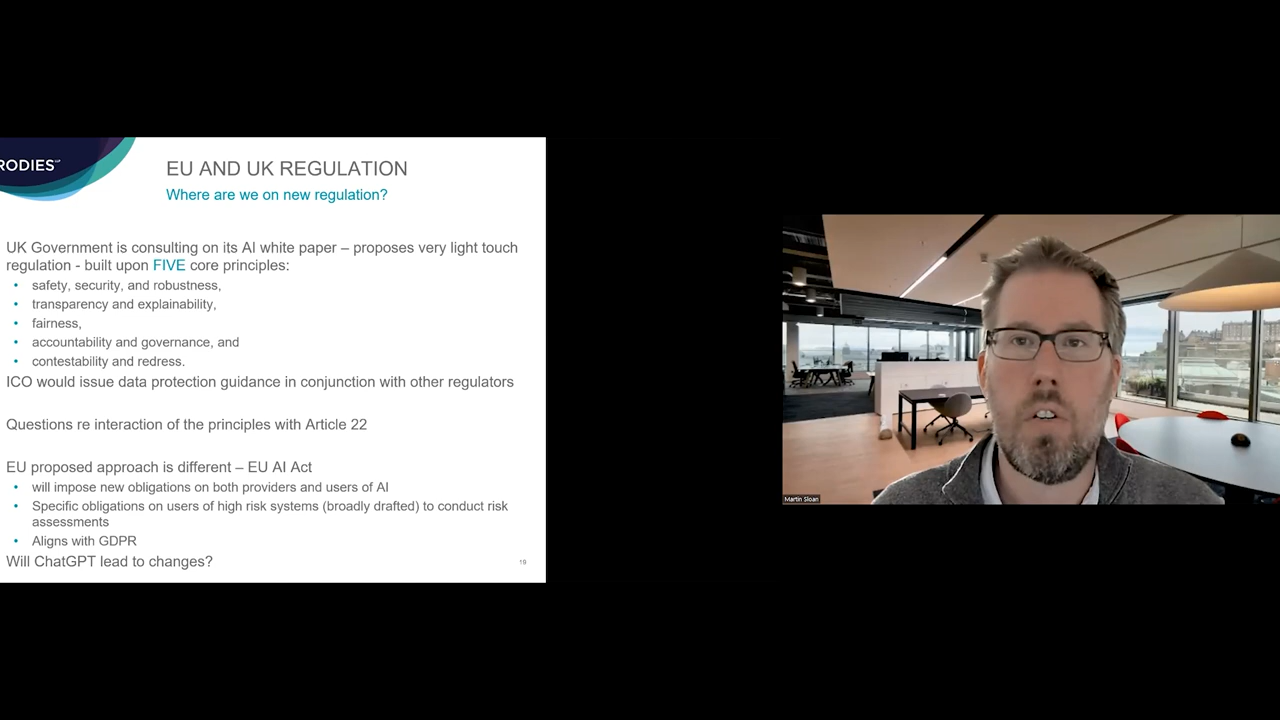 RODIES LLP
EU AND UK REGULATION
Where are we on new regulation?
UK Government is consulting on its AI white paper – proposes very light touch
regulation - built upon FIVE core principles:
• safety, security, and robustness,
• transparency and explainability,
• fairness,
• accountability and governance, and
• contestability and redress.
ICO would issue data protection guidance in conjunction with other regulators
Questions re interaction of the principles with Article 22
EU proposed approach is different – EU AI Act
• will impose new obligations on both providers and users of AI
• Specific obligations on users of high risk systems (broadly drafted) to conduct risk
assessments
• Aligns with GDPR
Will ChatGPT lead to changes?
19
Martin Sloan